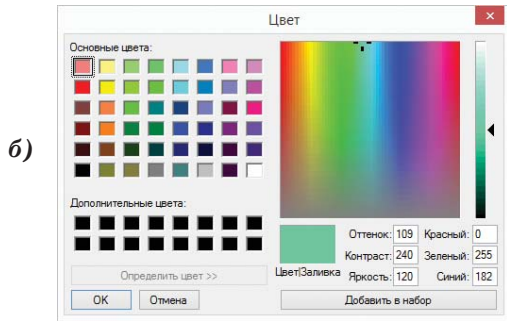 Цвет
Основные цвета:
б)
Дополнительные цвета:
Определить цвет >>
ОК Отмена
Цвет|Заливка
Оттенок: 109 Красный: 0
Контраст: 240 Зеленый: 255
Яркость: 120 Синий: 182
Добавить в набор